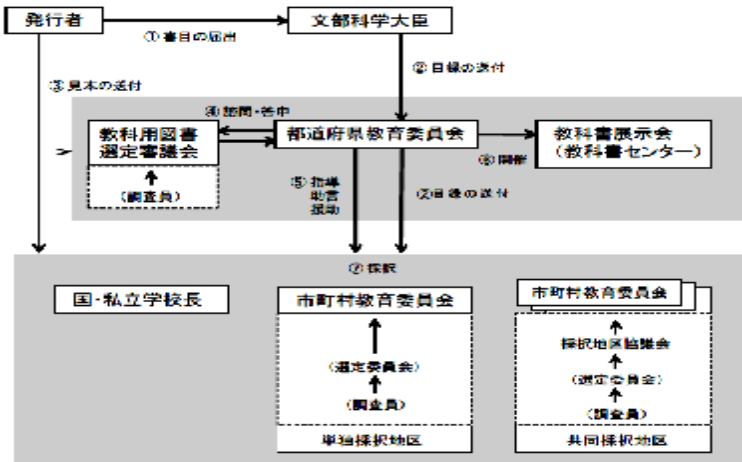 発行者
文部科学大臣
①書目の届出
②目録の送付
③見本の送付
④諮問・答申
教科用図書
選定審議会
都道府県教育委員会
教科書展示会
(教科書センター)
⑥開催
(調査員)
⑤指導
助言
援助
②目録の送付
⑦採択
国・私立学校長
市町村教育委員会
市町村教育委員会
採択地区協議会
(選定委員会)
(選定委員会)
(調査員)
(調査員)
単独採択地区
共同採択地区